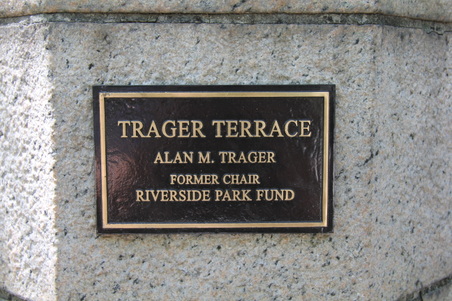 TRAGER TERRACE
ALAN M. TRAGER
FORMER CHAIR
RIVERSIDE PARK FUND